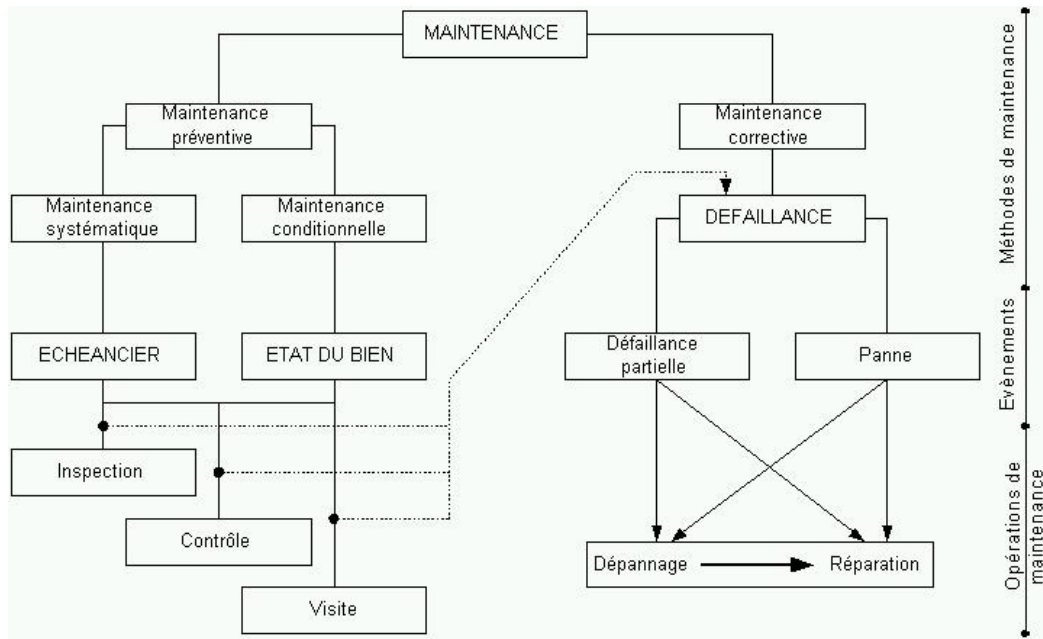 MAINTENANCE
Maintenance
préventive
Maintenance
corrective
Maintenance
systématique
Maintenance
conditionnelle
DEFAILLANCE
ECHEANCIER
ETAT DU BIEN
Défaillance
partielle
Panne
Inspection
Contrôle
Visite
Dépannage
Réparation
Méthodes de maintenance
Evènements
Opérations de
maintenance